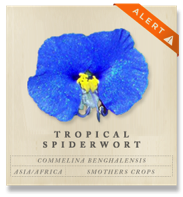 ALERT
TROPICAL
SPIDERWORT
COMMELINA BENGHALENSIS
ASIA/AFRICA SMOTHERS CROPS